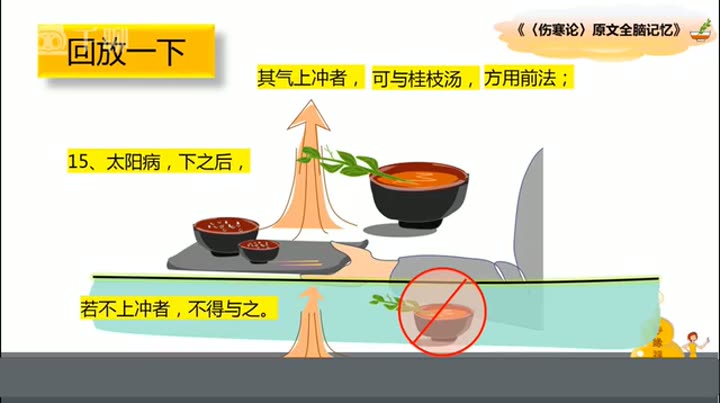 千聊
回放一下
《〈伤寒论〉原文全脑记忆》
其气上冲者，可与桂枝汤，方用前法；
15、太阳病，下之后，
若不上冲者，不得与之。